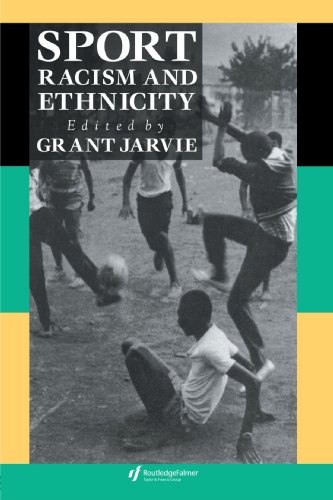 SPORT
RACISM AND
ETHNICITY
Edited by
GRANT JARVIE
RoutledgeFalmer
Taylor & Francis Group